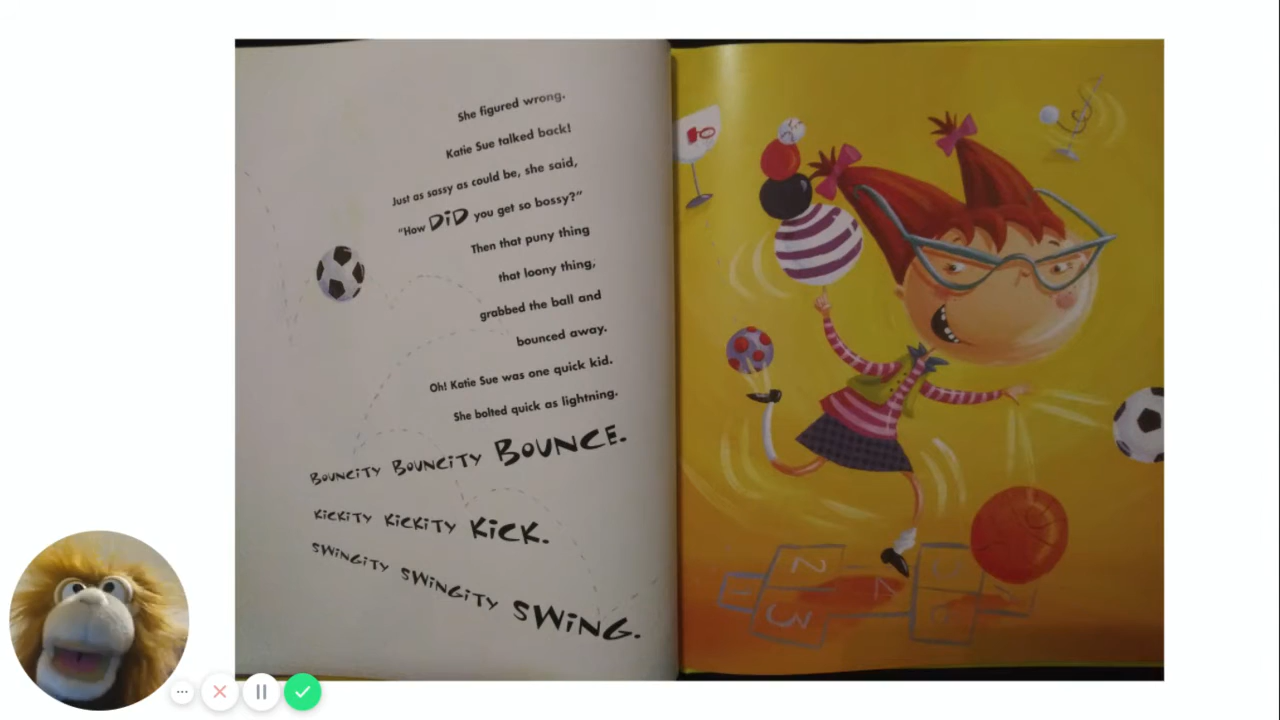 She figured wrong.
Katie Sue talked back!
Just as sassy as could be, she said,
"How DiD you get so bossy?"
Then that puny thing
that loony thing,
grabbed the ball and
bounced away.
Oh! Katie Sue was one quick kid.
She bolted quick as lightning.
BOUNCiTY BOUNCiTY BOUNCE.
KiCKiTY KiCKiTY KiCK.
SWiNGiTY SWiNGiTY SWiNG.
2
3